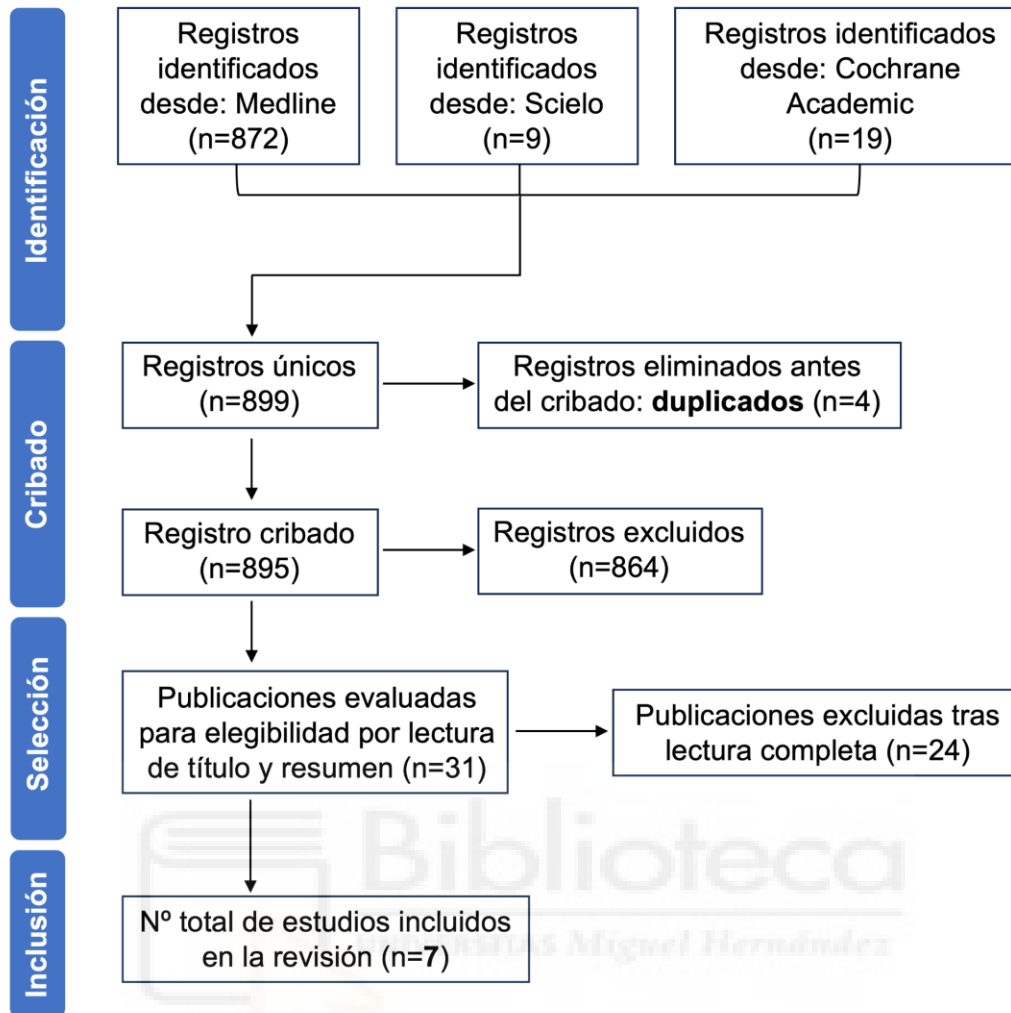 Identificación
Registros
identificados
desde: Medline
(n=872)
Registros
identificados
desde: Scielo
(n=9)
Registros identificados
desde: Cochrane
Academic
(n=19)
Cribado
Registros únicos
(n=899)
Registros eliminados antes
del cribado: duplicados (n=4)
Registro cribado
(n=895)
Registros excluidos
(n=864)
Selección
Publicaciones evaluadas
para elegibilidad por lectura
de título y resumen (n=31)
Publicaciones excluidas tras
lectura completa (n=24)
Inclusión
Nº total de estudios incluidos
en la revisión (n=7)
Biblioteca
UNIVERSITAS Miguel Hernández